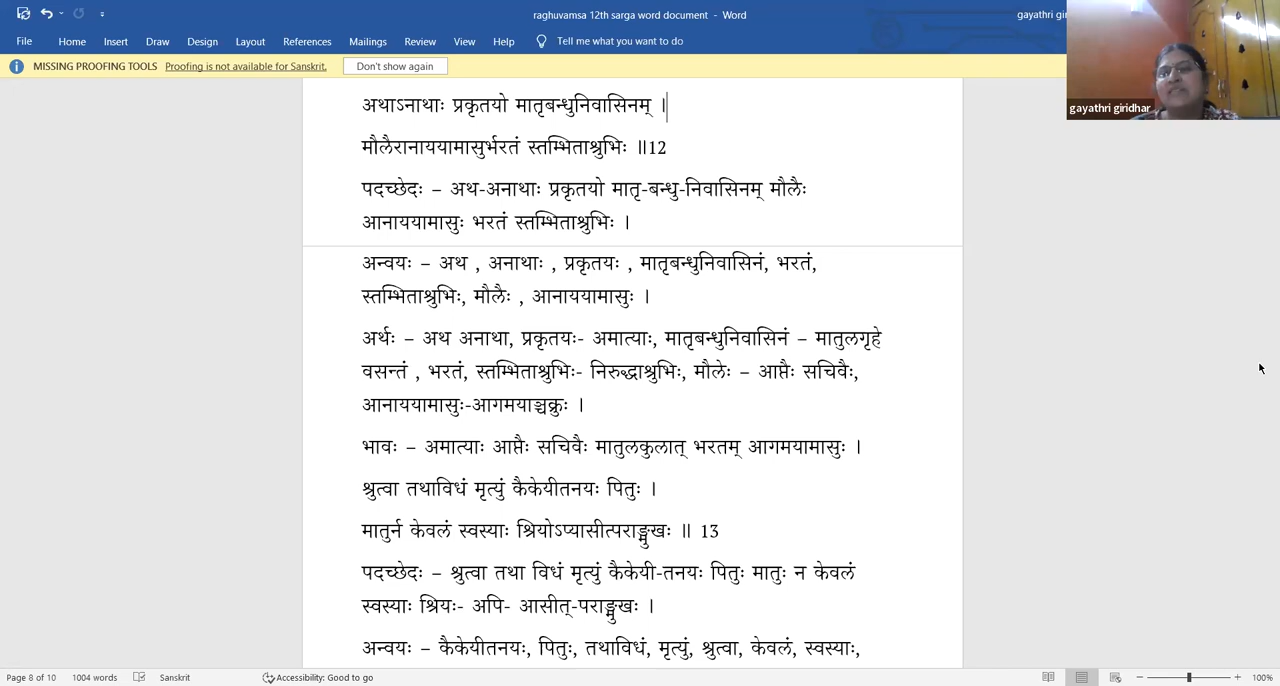 raghuvamsa 12th sarga word document - Word
gayathri gi
File Home Insert Draw Design Layout References Mailings Review View Help Tell me what you want to do
MISSING PROOFING TOOLS Proofing is not available for Sanskrit. Don't show again
gayathri giridhar
अथाऽनाथाः प्रकृतयो मातृबन्धुनिवासिनम् ।
मौलैरानाययामासुर्भरतं स्तम्भिताश्रुभिः ॥12
पदच्छेदः – अथ-अनाथाः प्रकृतयो मातृ-बन्धु-निवासिनम् मौलैः
आनाययामासुः भरतं स्तम्भिताश्रुभिः ।
अन्वयः – अथ , अनाथाः , प्रकृतयः , मातृबन्धुनिवासिनं, भरतं,
स्तम्भिताश्रुभिः, मौलैः , आनाययामासुः ।
अर्थः – अथ अनाथा, प्रकृतयः- अमात्याः, मातृबन्धुनिवासिनं – मातुलगृहे
वसन्तं , भरतं, स्तम्भिताश्रुभिः- निरुद्धाश्रुभिः, मौलेः – आप्तैः सचिवैः,
आनाययामासुः-आगमयाञ्चक्रुः ।
भावः – अमात्याः आप्तैः सचिवैः मातुलकुलात् भरतम् आगमयामासुः ।
श्रुत्वा तथाविधं मृत्युं कैकेयीतनयः पितुः ।
मातुर्न केवलं स्वस्याः श्रियोऽप्यासीत्पराङ्मुखः ॥ 13
पदच्छेदः – श्रुत्वा तथा विधं मृत्युं कैकेयी-तनयः पितुः मातुः न केवलं
स्वस्याः श्रियः- अपि- आसीत्-पराङ्मुखः ।
अन्वयः – कैकेयीतनयः, पितुः, तथाविधं, मृत्युं, श्रुत्वा, केवलं, स्वस्याः,
Page 8 of 10 1004 words Sanskrit Accessibility: Good to go 100%